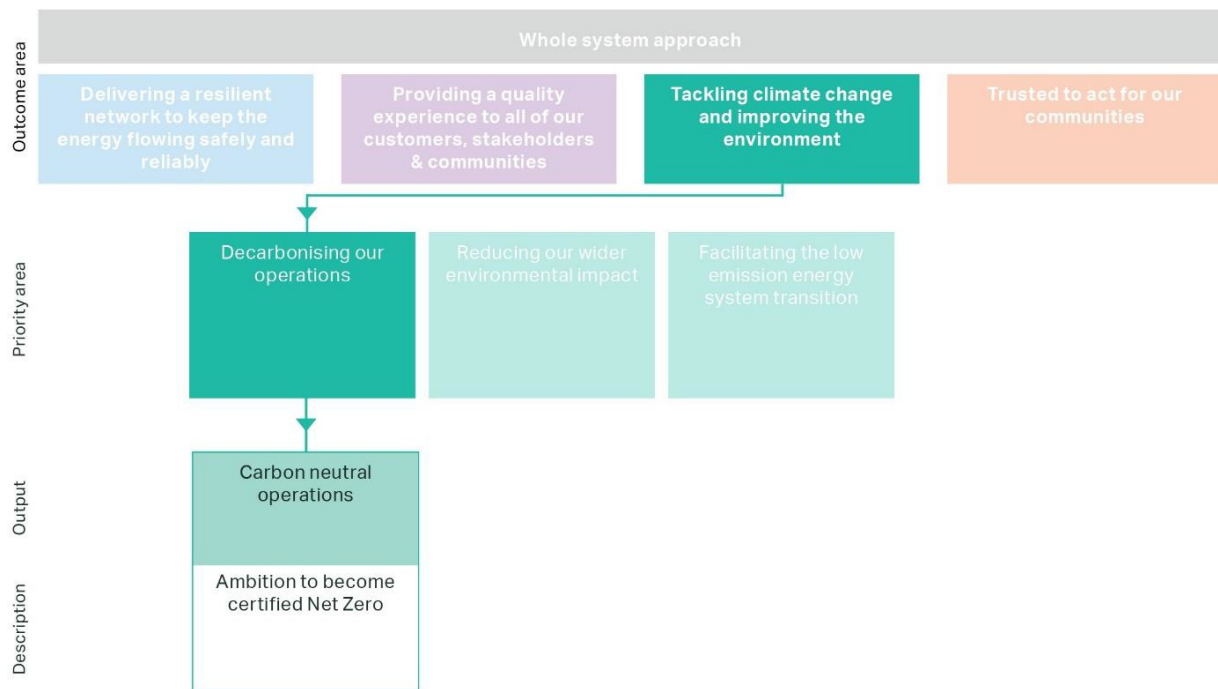 Outcome area
Whole system approach
Delivering a resilient
network to keep the
energy flowing safely and
reliably
Providing a quality
experience to all of our
customers, stakeholders
& communities
Tackling climate change
and improving the
environment
Trusted to act for our
communities
Priority area
Decarbonising our
operations
Reducing our wider
environmental impact
Facilitating the low
emission energy
system transition
Output
Carbon neutral
operations
Description
Ambition to become
certified Net Zero